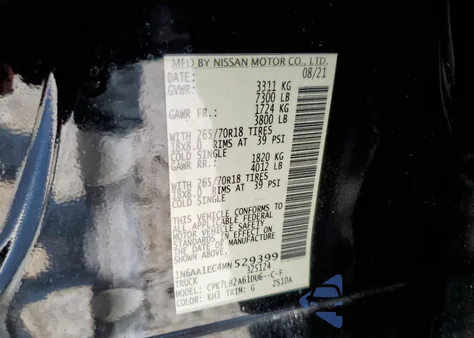 MFD BY NISSAN MOTOR CO., LTD.
DATE: 08/21
GVWR: 3311 KG
7300 LB
GAWR FR.: 1724 KG
3800 LB
WITH 265/70R18 TIRES
18X8.0 RIMS AT 39 PSI
COLD SINGLE
GAWR RR.: 1820 KG
4012 LB
WITH 265/70R18 TIRES
18X8.0 RIMS AT 39 PSI
COLD SINGLE
THIS VEHICLE CONFORMS TO
ALL APPLICABLE FEDERAL
MOTOR VEHICLE SAFETY
STANDARDS IN EFFECT ON
THE DATE OF MANUFACTURE
SHOWN ABOVE.
1N6AA1EC4MN529399
TRUCK 325124
MODEL: CPK7L
COLOR: KH3 TRIM: G 2S10A